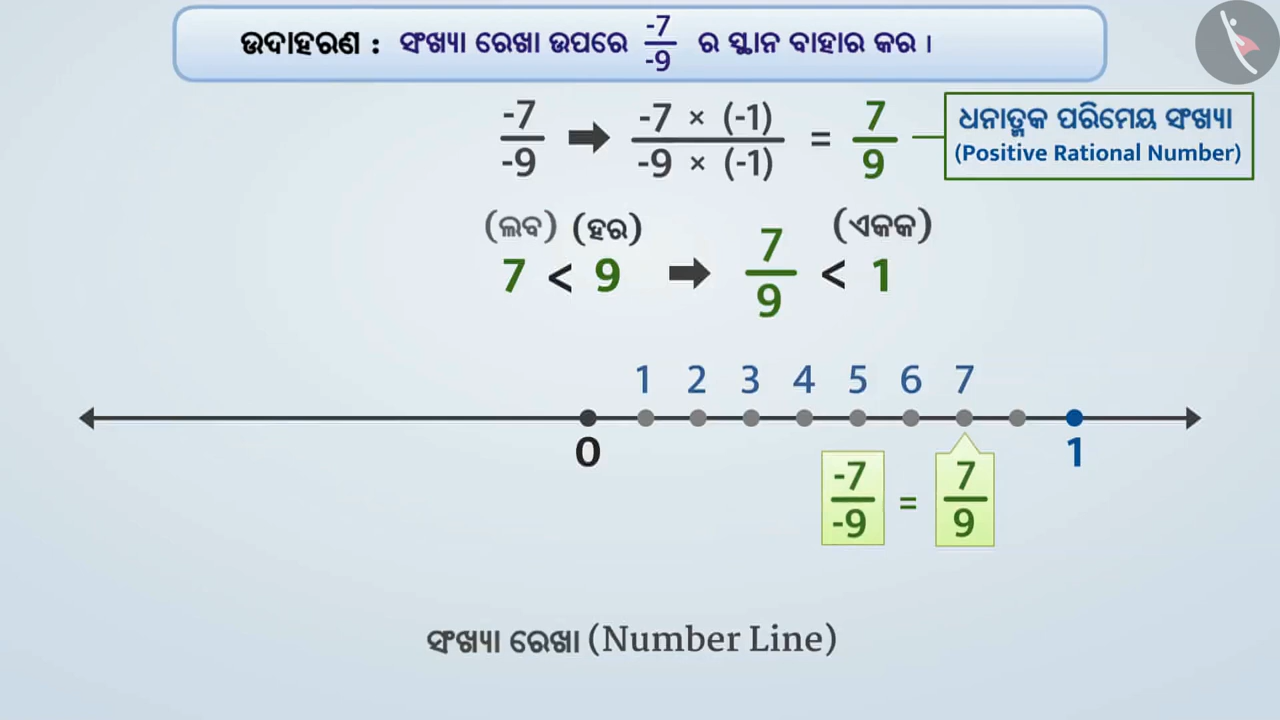 ଉଦାହରଣ : ସଂଖ୍ୟା ରେଖା ଉପରେ -7/-9 ର ସ୍ଥାନ ବାହାର କର ।
-7/-9 ➡ -7 × (-1)/-9 × (-1) = 7/9
ଧନାତ୍ମକ ପରିମେୟ ସଂଖ୍ୟା
(Positive Rational Number)
(ଲବ) (ହର) (ଏକକ)
7 < 9 ➡ 7/9 < 1
1 2 3 4 5 6 7
0 1
-7/-9 = 7/9
ସଂଖ୍ୟା ରେଖା (Number Line)